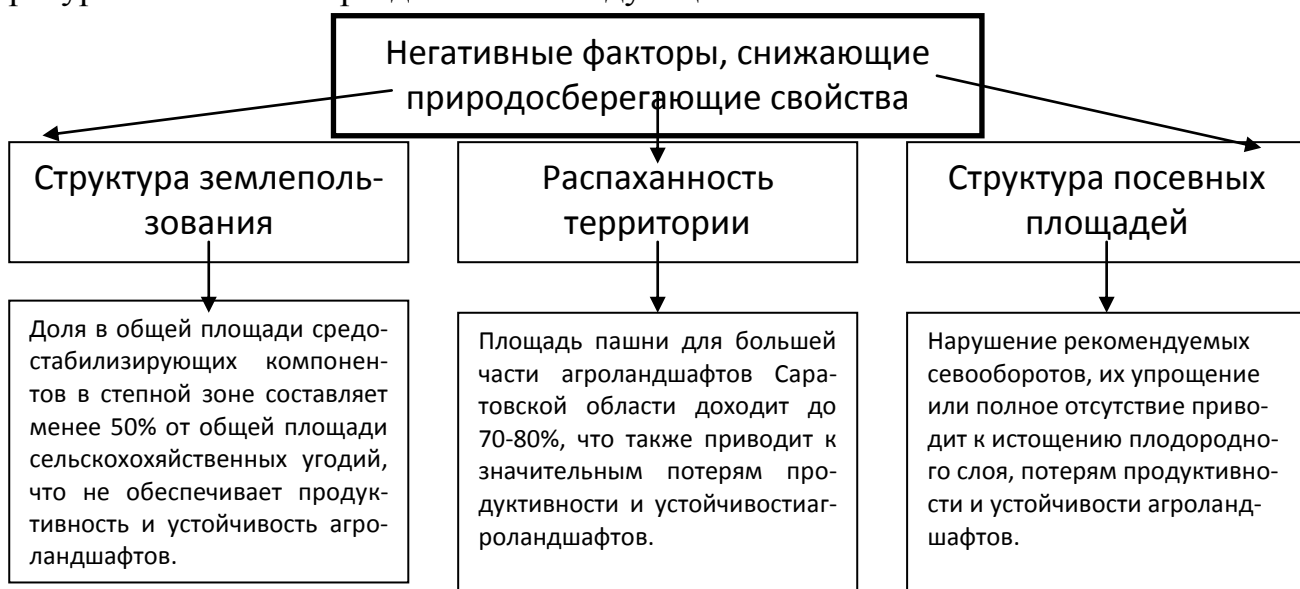 Негативные факторы, снижающие
природосберегающие свойства
Структура землеполь-
зования
Распаханность
территории
Структура посевных
площадей
Доля в общей площади средо-
стабилизирующих компонен-
тов в степной зоне составляет
менее 50% от общей площади
сельскохохяйственных угодий,
что не обеспечивает продук-
тивность и устойчивость агро-
ландшафтов.
Площадь пашни для большей
части агроландшафтов Сара-
товской области доходит до
70-80%, что также приводит к
значительным потерям про-
дуктивности и устойчивостиаг-
роландшафтов.
Нарушение рекомендуемых
севооборотов, их упрощение
или полное отсутствие приво-
дит к истощению плодородно-
го слоя, потерям продуктивно-
сти и устойчивости агроланд-
шафтов.